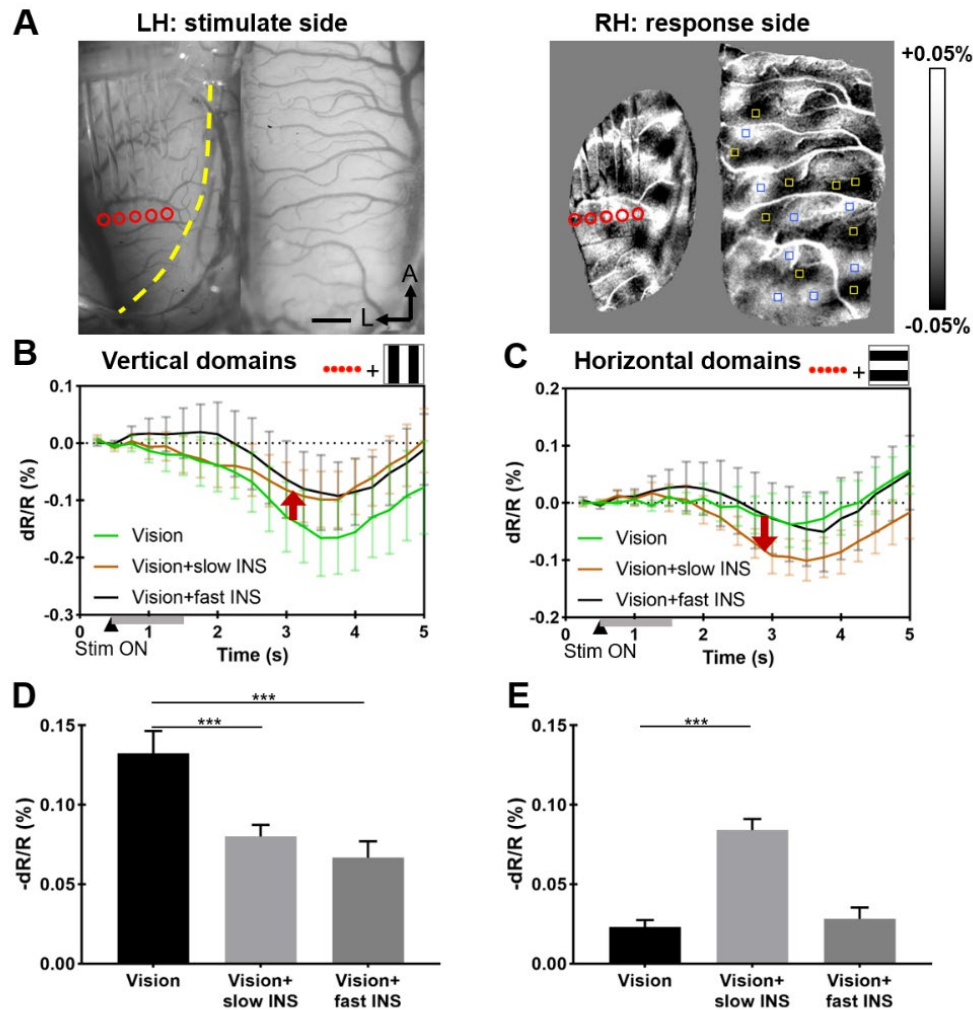 A
LH: stimulate side
RH: response side
+0.05%
-0.05%
A
L
B
Vertical domains
+
dR/R (%)
0.1
0.0
-0.1
-0.2
-0.3
Vision
Vision+slow INS
Vision+fast INS
0 1 2 3 4 5
Stim ON
Time (s)
C
Horizontal domains
+
dR/R (%)
0.2
0.1
0.0
-0.1
-0.2
Vision
Vision+slow INS
Vision+fast INS
0 1 2 3 4 5
Stim ON
Time (s)
D
-dR/R (%)
0.15
0.10
0.05
0.00
***
***
Vision
Vision+
slow INS
Vision+
fast INS
E
-dR/R (%)
0.15
0.10
0.05
0.00
***
Vision
Vision+
slow INS
Vision+
fast INS